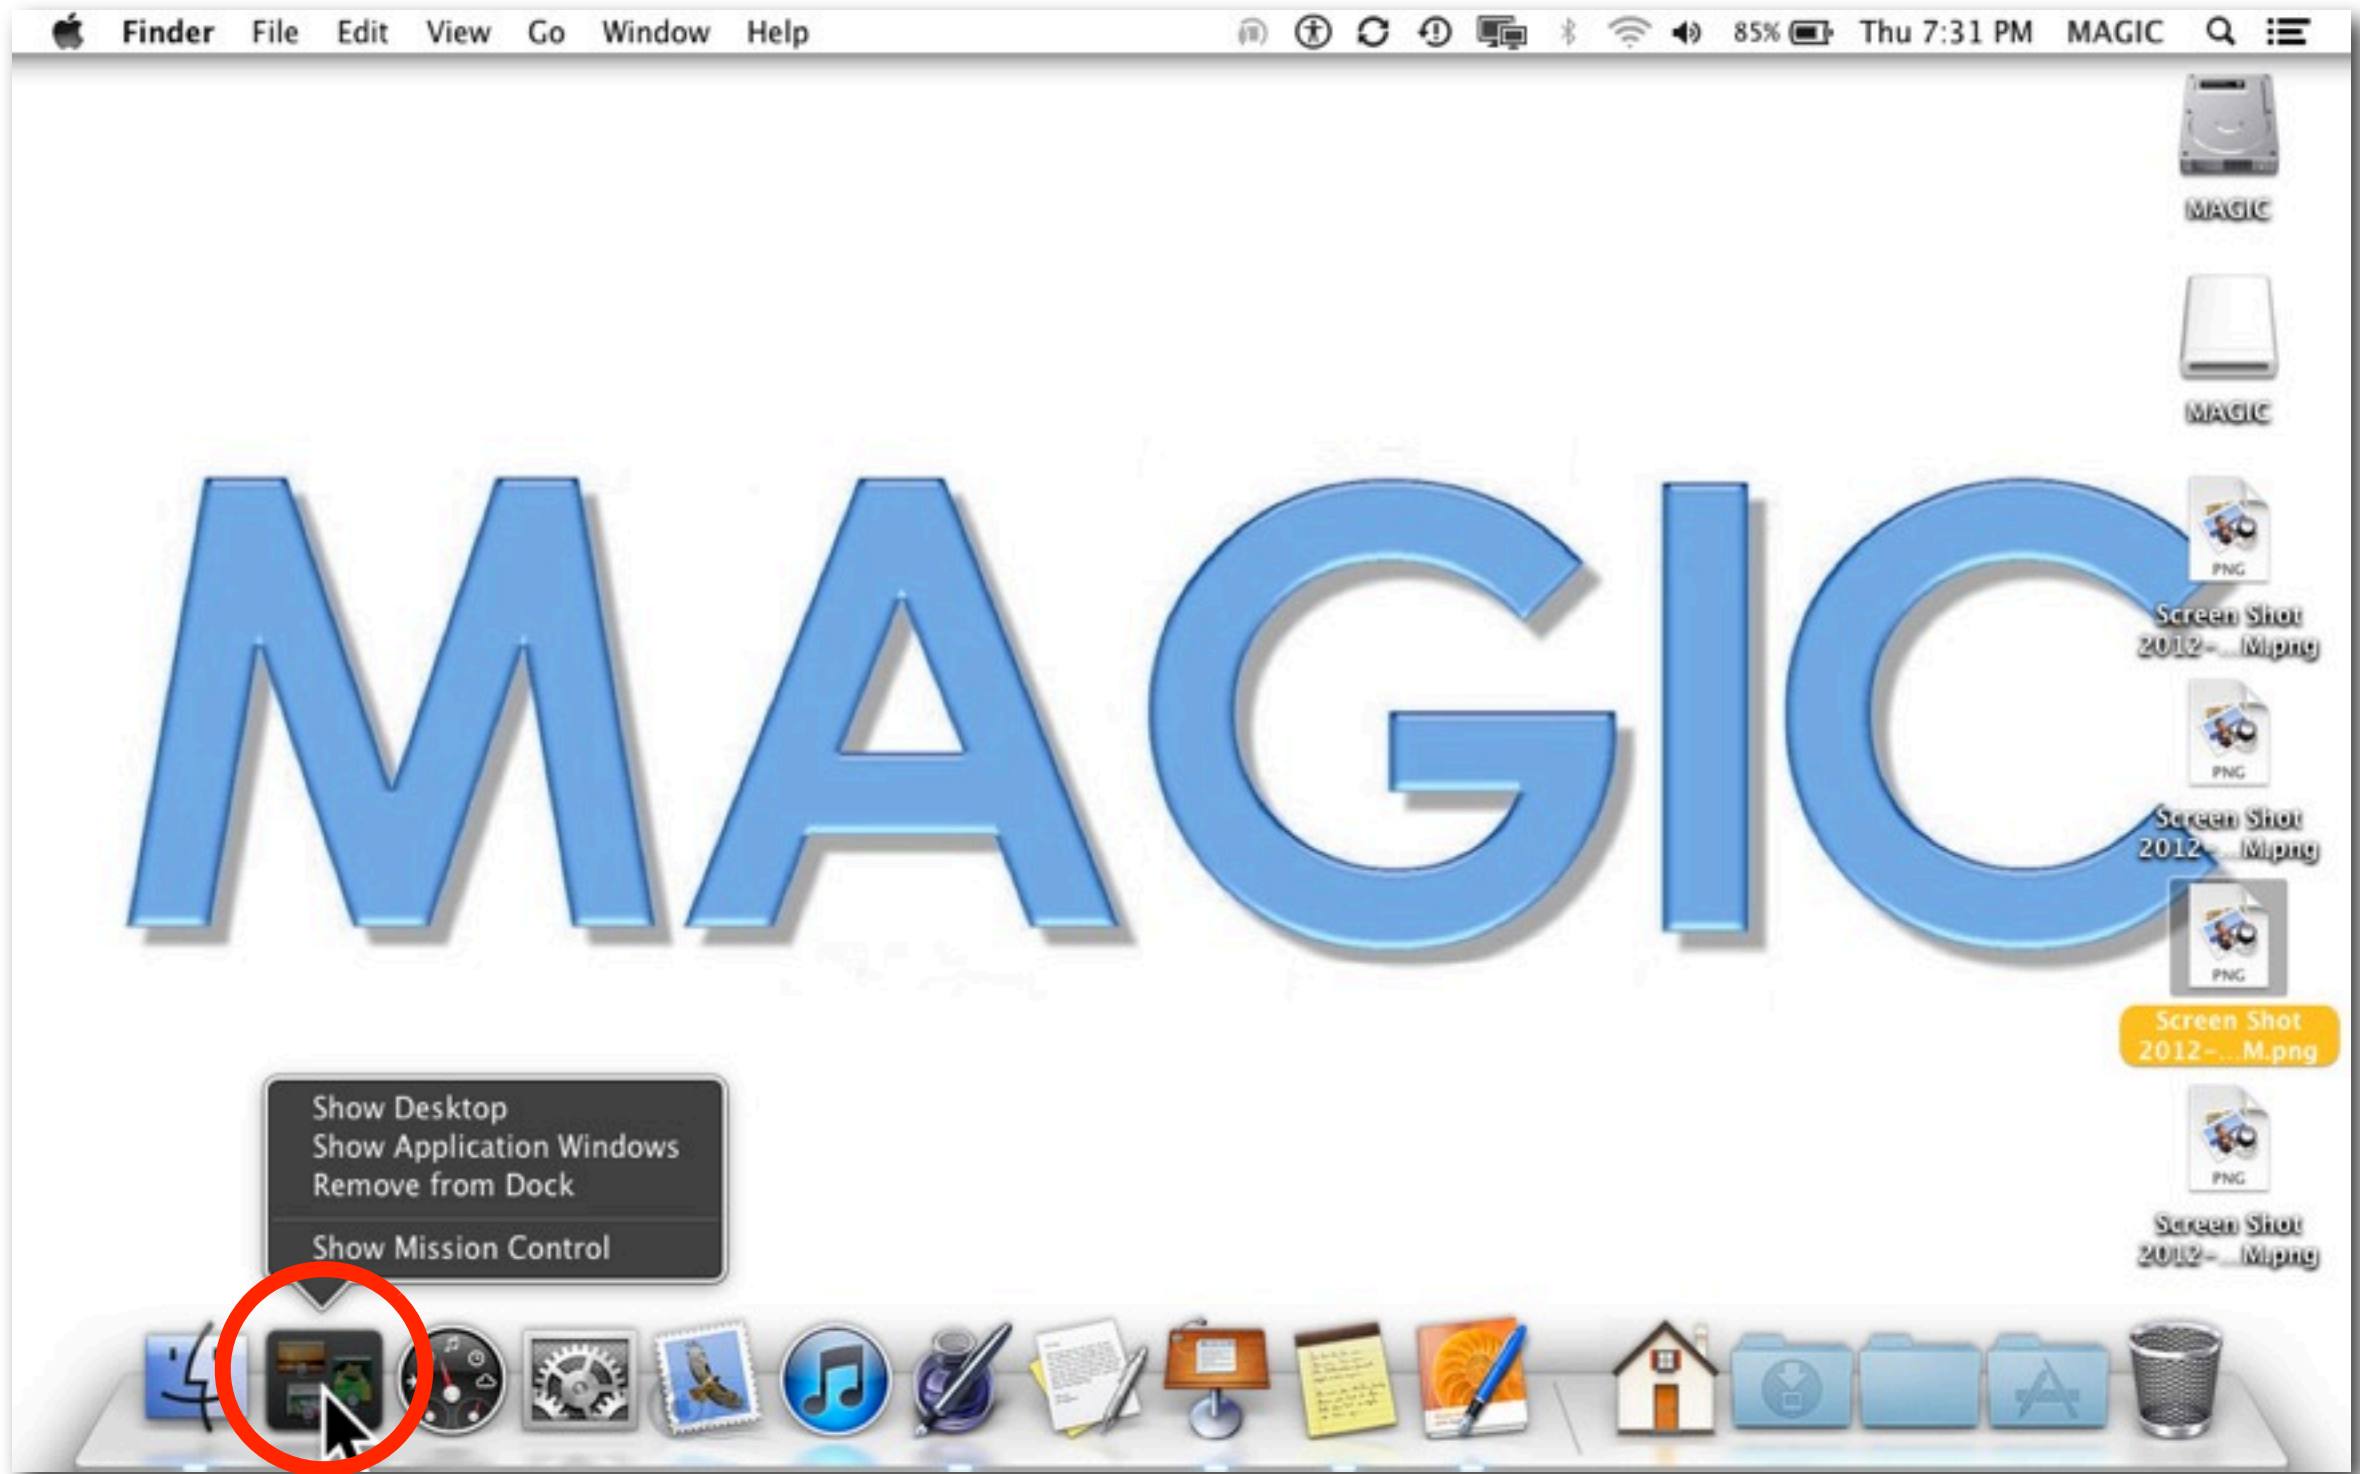 Finder File Edit View Go Window Help 85% Thu 7:31 PM MAGIC
MAGIC
MAGIC
MAGIC
PNG
Screen Shot
2012-...M.png
PNG
Screen Shot
2012-...M.png
PNG
Screen Shot
2012-...M.png
PNG
Screen Shot
2012-...M.png
Show Desktop
Show Application Windows
Remove from Dock
Show Mission Control